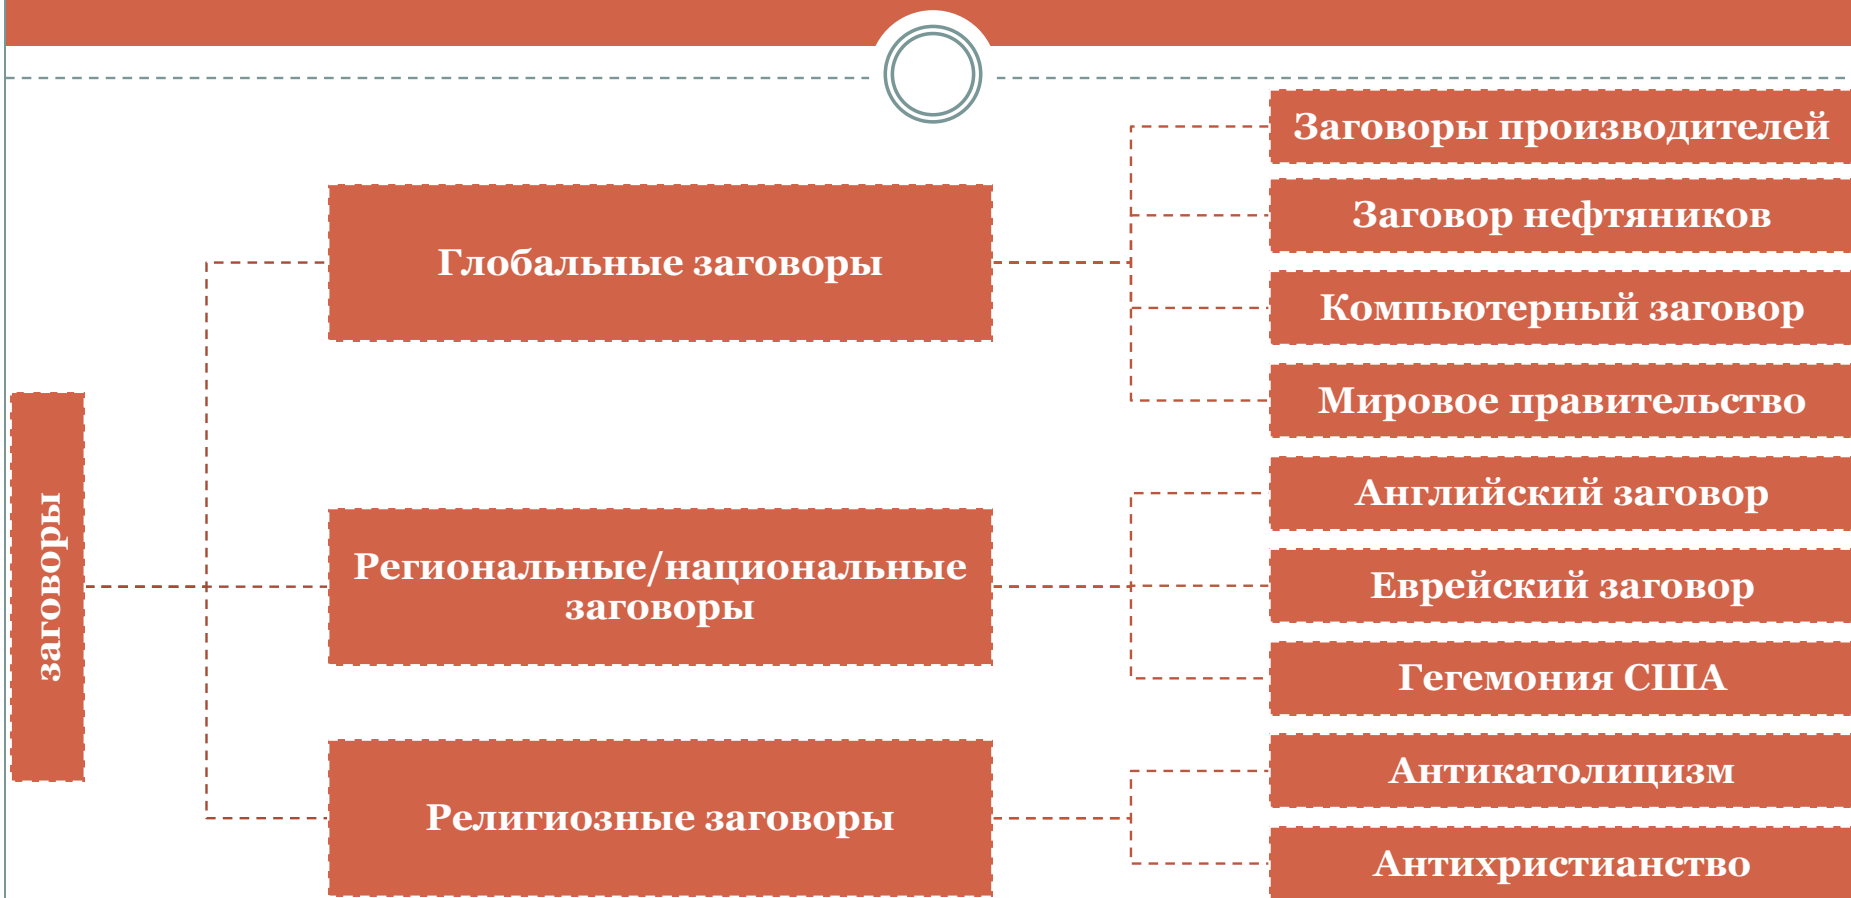 заговоры
Глобальные заговоры
Заговоры производителей
Заговор нефтяников
Компьютерный заговор
Мировое правительство
Региональные/национальные
заговоры
Английский заговор
Еврейский заговор
Гегемония США
Религиозные заговоры
Антикатолицизм
Антихристианство